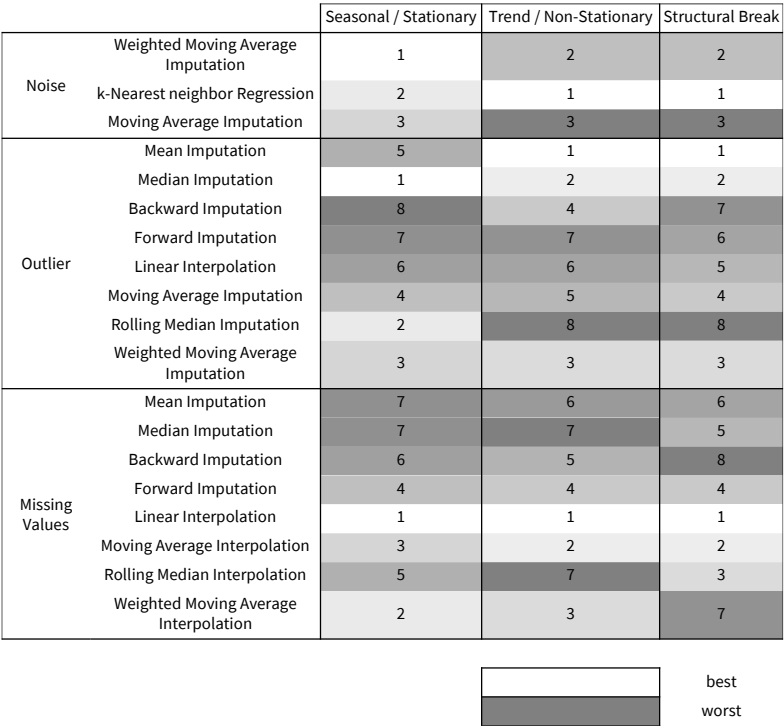 Seasonal / Stationary Trend / Non-Stationary Structural Break
Noise
Weighted Moving Average
Imputation
1 2 2
k-Nearest neighbor Regression 2 1 1
Moving Average Imputation 3 3 3
Outlier
Mean Imputation 5 1 1
Median Imputation 1 2 2
Backward Imputation 8 4 7
Forward Imputation 7 7 6
Linear Interpolation 6 6 5
Moving Average Imputation 4 5 4
Rolling Median Imputation 2 8 8
Weighted Moving Average
Imputation
3 3 3
Missing
Values
Mean Imputation 7 6 6
Median Imputation 7 7 5
Backward Imputation 6 5 8
Forward Imputation 4 4 4
Linear Interpolation 1 1 1
Moving Average Interpolation 3 2 2
Rolling Median Interpolation 5 7 3
Weighted Moving Average
Interpolation
2 3 7
best
worst